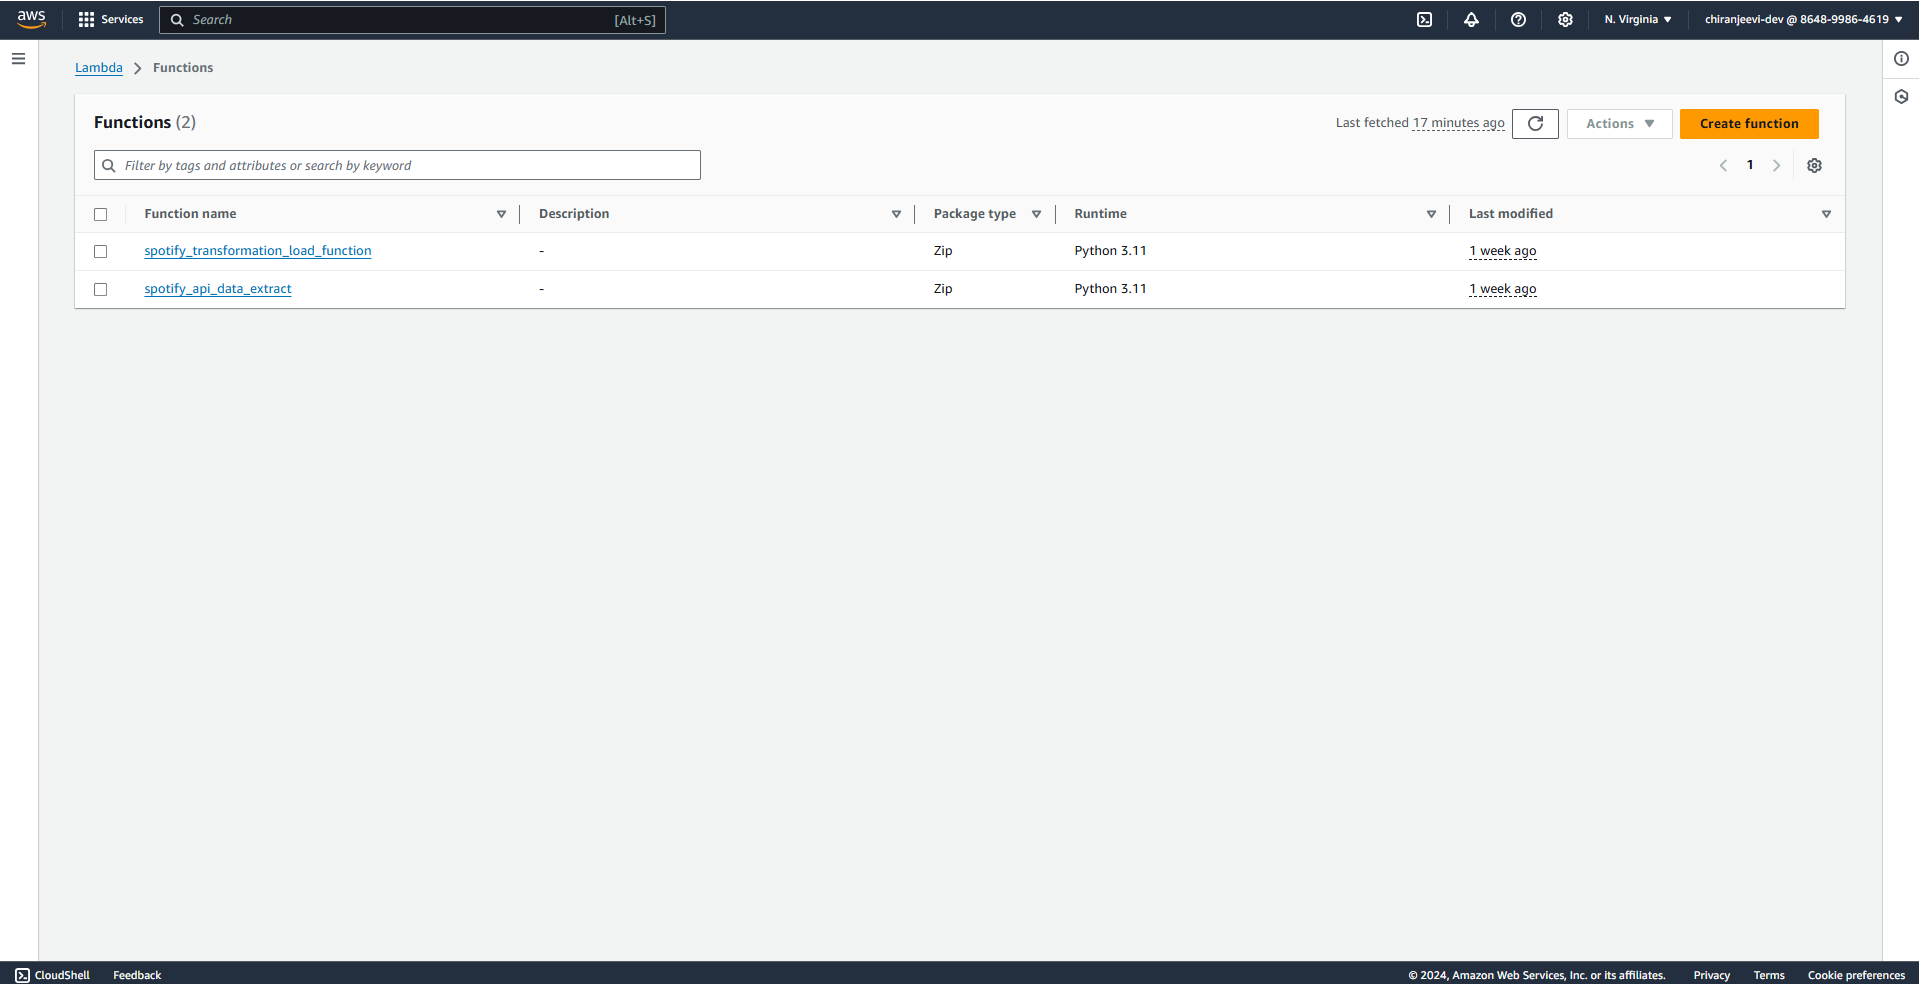 aws Services Search [Alt+S] N. Virginia chiranjeevi-dev @ 8648-9986-4619
Lambda Functions
Functions (2) Last fetched 17 minutes ago Actions Create function
Filter by tags and attributes or search by keyword 1
Function name Description Package type Runtime Last modified
spotify_transformation_load_function - Zip Python 3.11 1 week ago
spotify_api_data_extract - Zip Python 3.11 1 week ago
CloudShell Feedback © 2024, Amazon Web Services, Inc. or its affiliates. Privacy Terms Cookie preferences